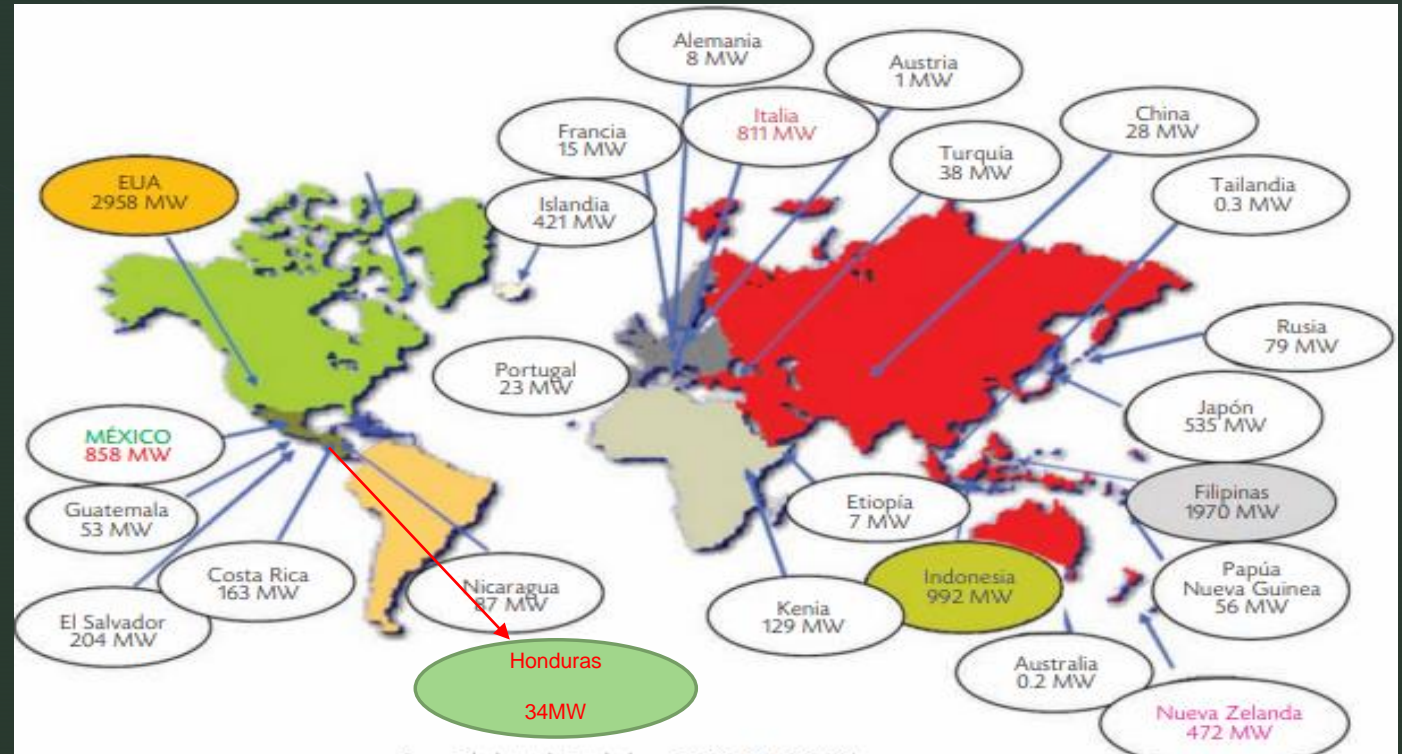 Alemania
8 MW
Austria
1 MW
Italia
811 MW
China
28 MW
Francia
15 MW
Turquía
38 MW
EUA
2958 MW
Tailandia
0.3 MW
Islandia
421 MW
Rusia
79 MW
Portugal
23 MW
Japón
535 MW
MÉXICO
858 MW
Filipinas
1970 MW
Guatemala
53 MW
Etiopía
7 MW
Costa Rica
163 MW
Nicaragua
87 MW
Indonesia
992 MW
Papúa
Nueva Guinea
56 MW
Kenia
129 MW
El Salvador
204 MW
Honduras
34MW
Australia
0.2 MW
Nueva Zelanda
472 MW